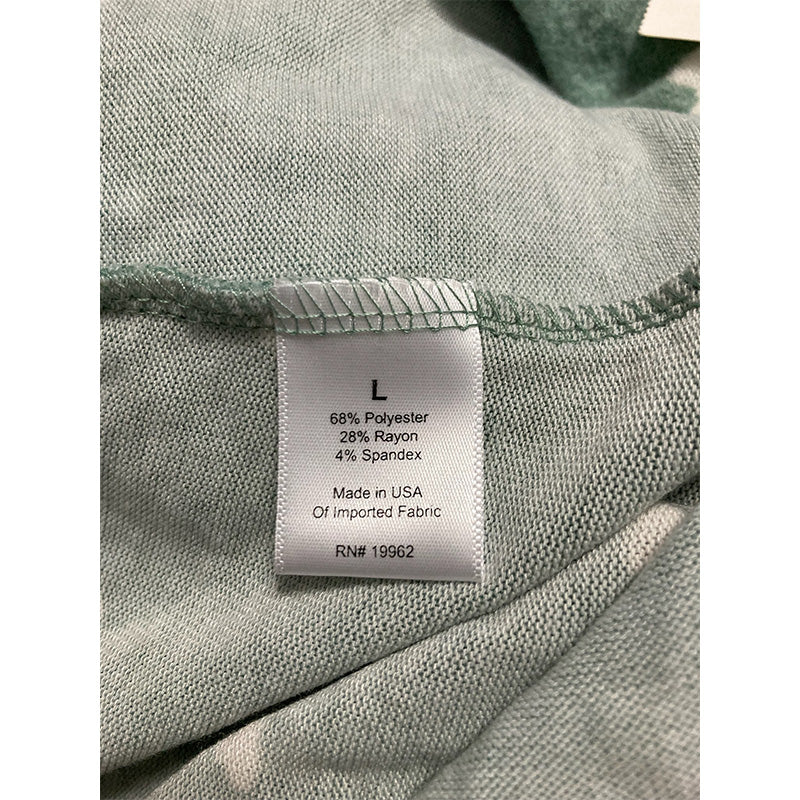 L
68% Polyester
28% Rayon
4% Spandex
Made in USA
Of Imported Fabric
RN# 19962